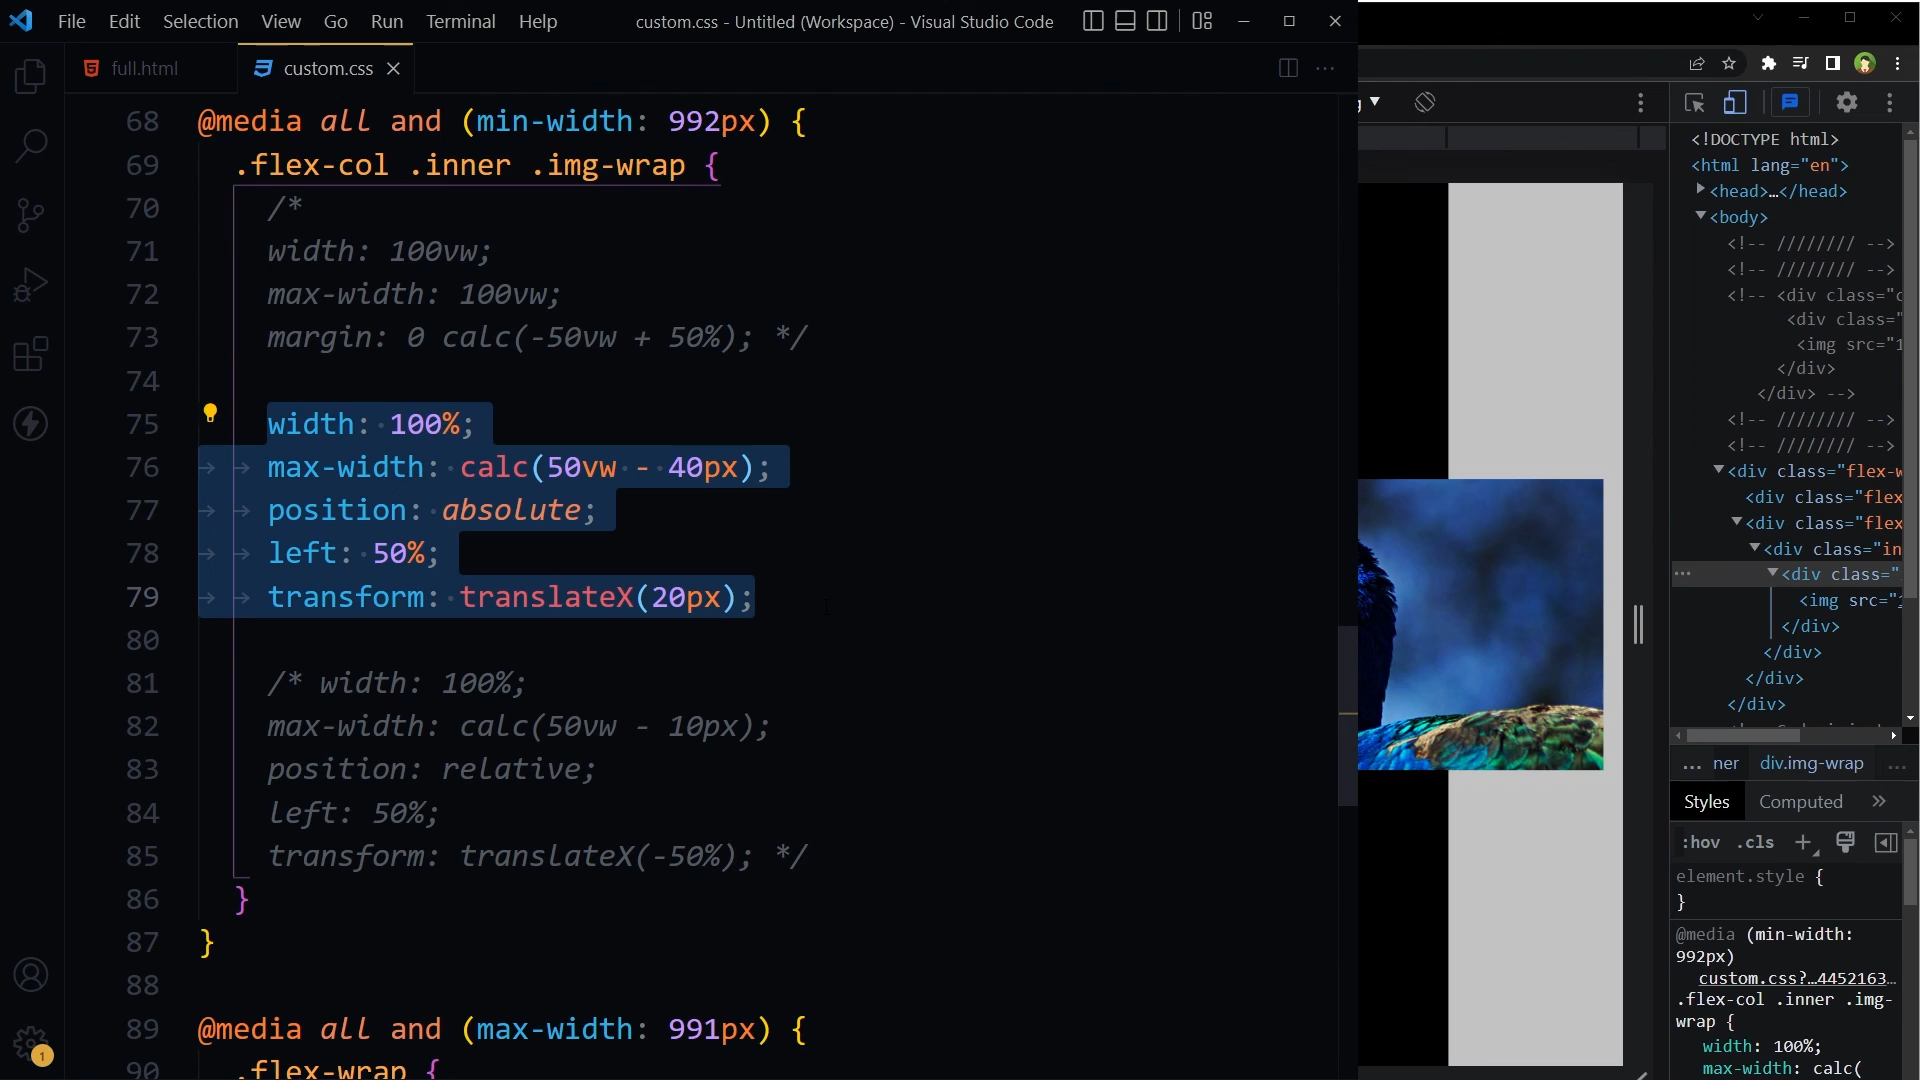 File Edit Selection View Go Run Terminal Help custom.css - Untitled (Workspace) - Visual Studio Code
full.html custom.css
68 @media all and (min-width: 992px) {
69 .flex-col .inner .img-wrap {
70 /*
71 width: 100vw;
72 max-width: 100vw;
73 margin: 0 calc(-50vw + 50%); */
74
75 width: 100%;
76 max-width: calc(50vw - 40px);
77 position: absolute;
78 left: 50%;
79 transform: translateX(20px);
80
81 /* width: 100%;
82 max-width: calc(50vw - 10px);
83 position: relative;
84 left: 50%;
85 transform: translateX(-50%); */
86 }
87 }
88
89 @media all and (max-width: 991px) {
90 .flex-wrap {
1
<!DOCTYPE html>
<html lang="en">
<head>…</head>
<body>
<!-- //////// -->
<!-- //////// -->
<!-- <div class="c
<div class="
<img src="1
</div>
</div> -->
<!-- //////// -->
<!-- //////// -->
<div class="flex-w
<div class="flex
<div class="flex
<div class="in
<div class="
<img src="
</div>
</div>
</div>
</div>
... ner div.img-wrap ...
Styles Computed »
:hov .cls +
element.style {
}
@media (min-width:
992px)
custom.css?…4452163…
.flex-col .inner .img-
wrap {
width: 100%;
max-width: calc(